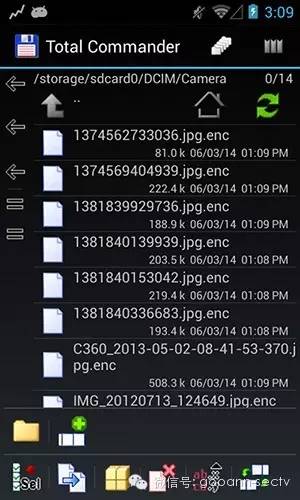 3:09
Total Commander
/storage/sdcard0/DCIM/Camera 0/14
..
1374562733036.jpg.enc
81.0 k 06/03/14 01:09 PM
1374569404939.jpg.enc
222.4 k 06/03/14 01:09 PM
1381839929736.jpg.enc
188.9 k 06/03/14 01:09 PM
1381840139939.jpg.enc
203.5 k 06/03/14 01:08 PM
1381840153042.jpg.enc
219.4 k 06/03/14 01:08 PM
1381840336683.jpg.enc
193.4 k 06/03/14 01:08 PM
C360_2013-05-02-08-41-53-370.j
pg.enc
508.3 k 06/03/14 01:09 PM
IMG_20120713_124649.jpg.enc
Sel
微信号: